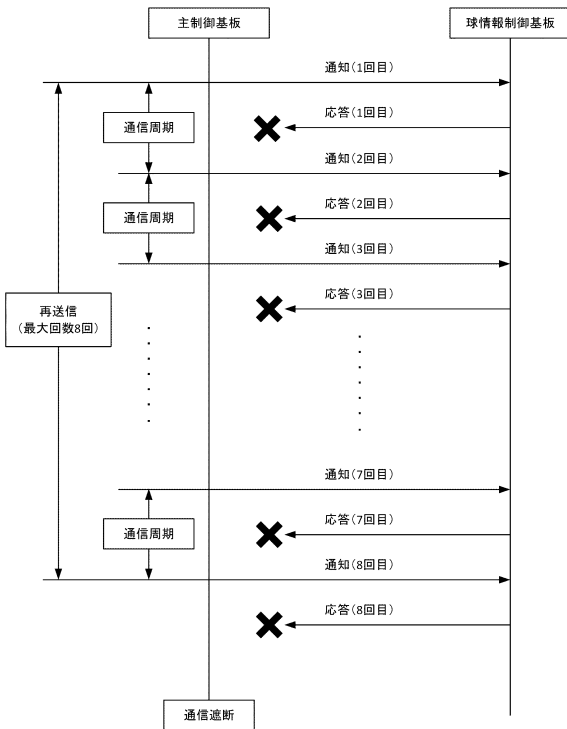 主制御基板
球情報制御基板
通知(1回目)
通信周期
応答(1回目)
通知(2回目)
通信周期
応答(2回目)
通知(3回目)
再送信
(最大回数8回)
応答(3回目)
通知(7回目)
通信周期
応答(7回目)
通知(8回目)
応答(8回目)
通信遮断